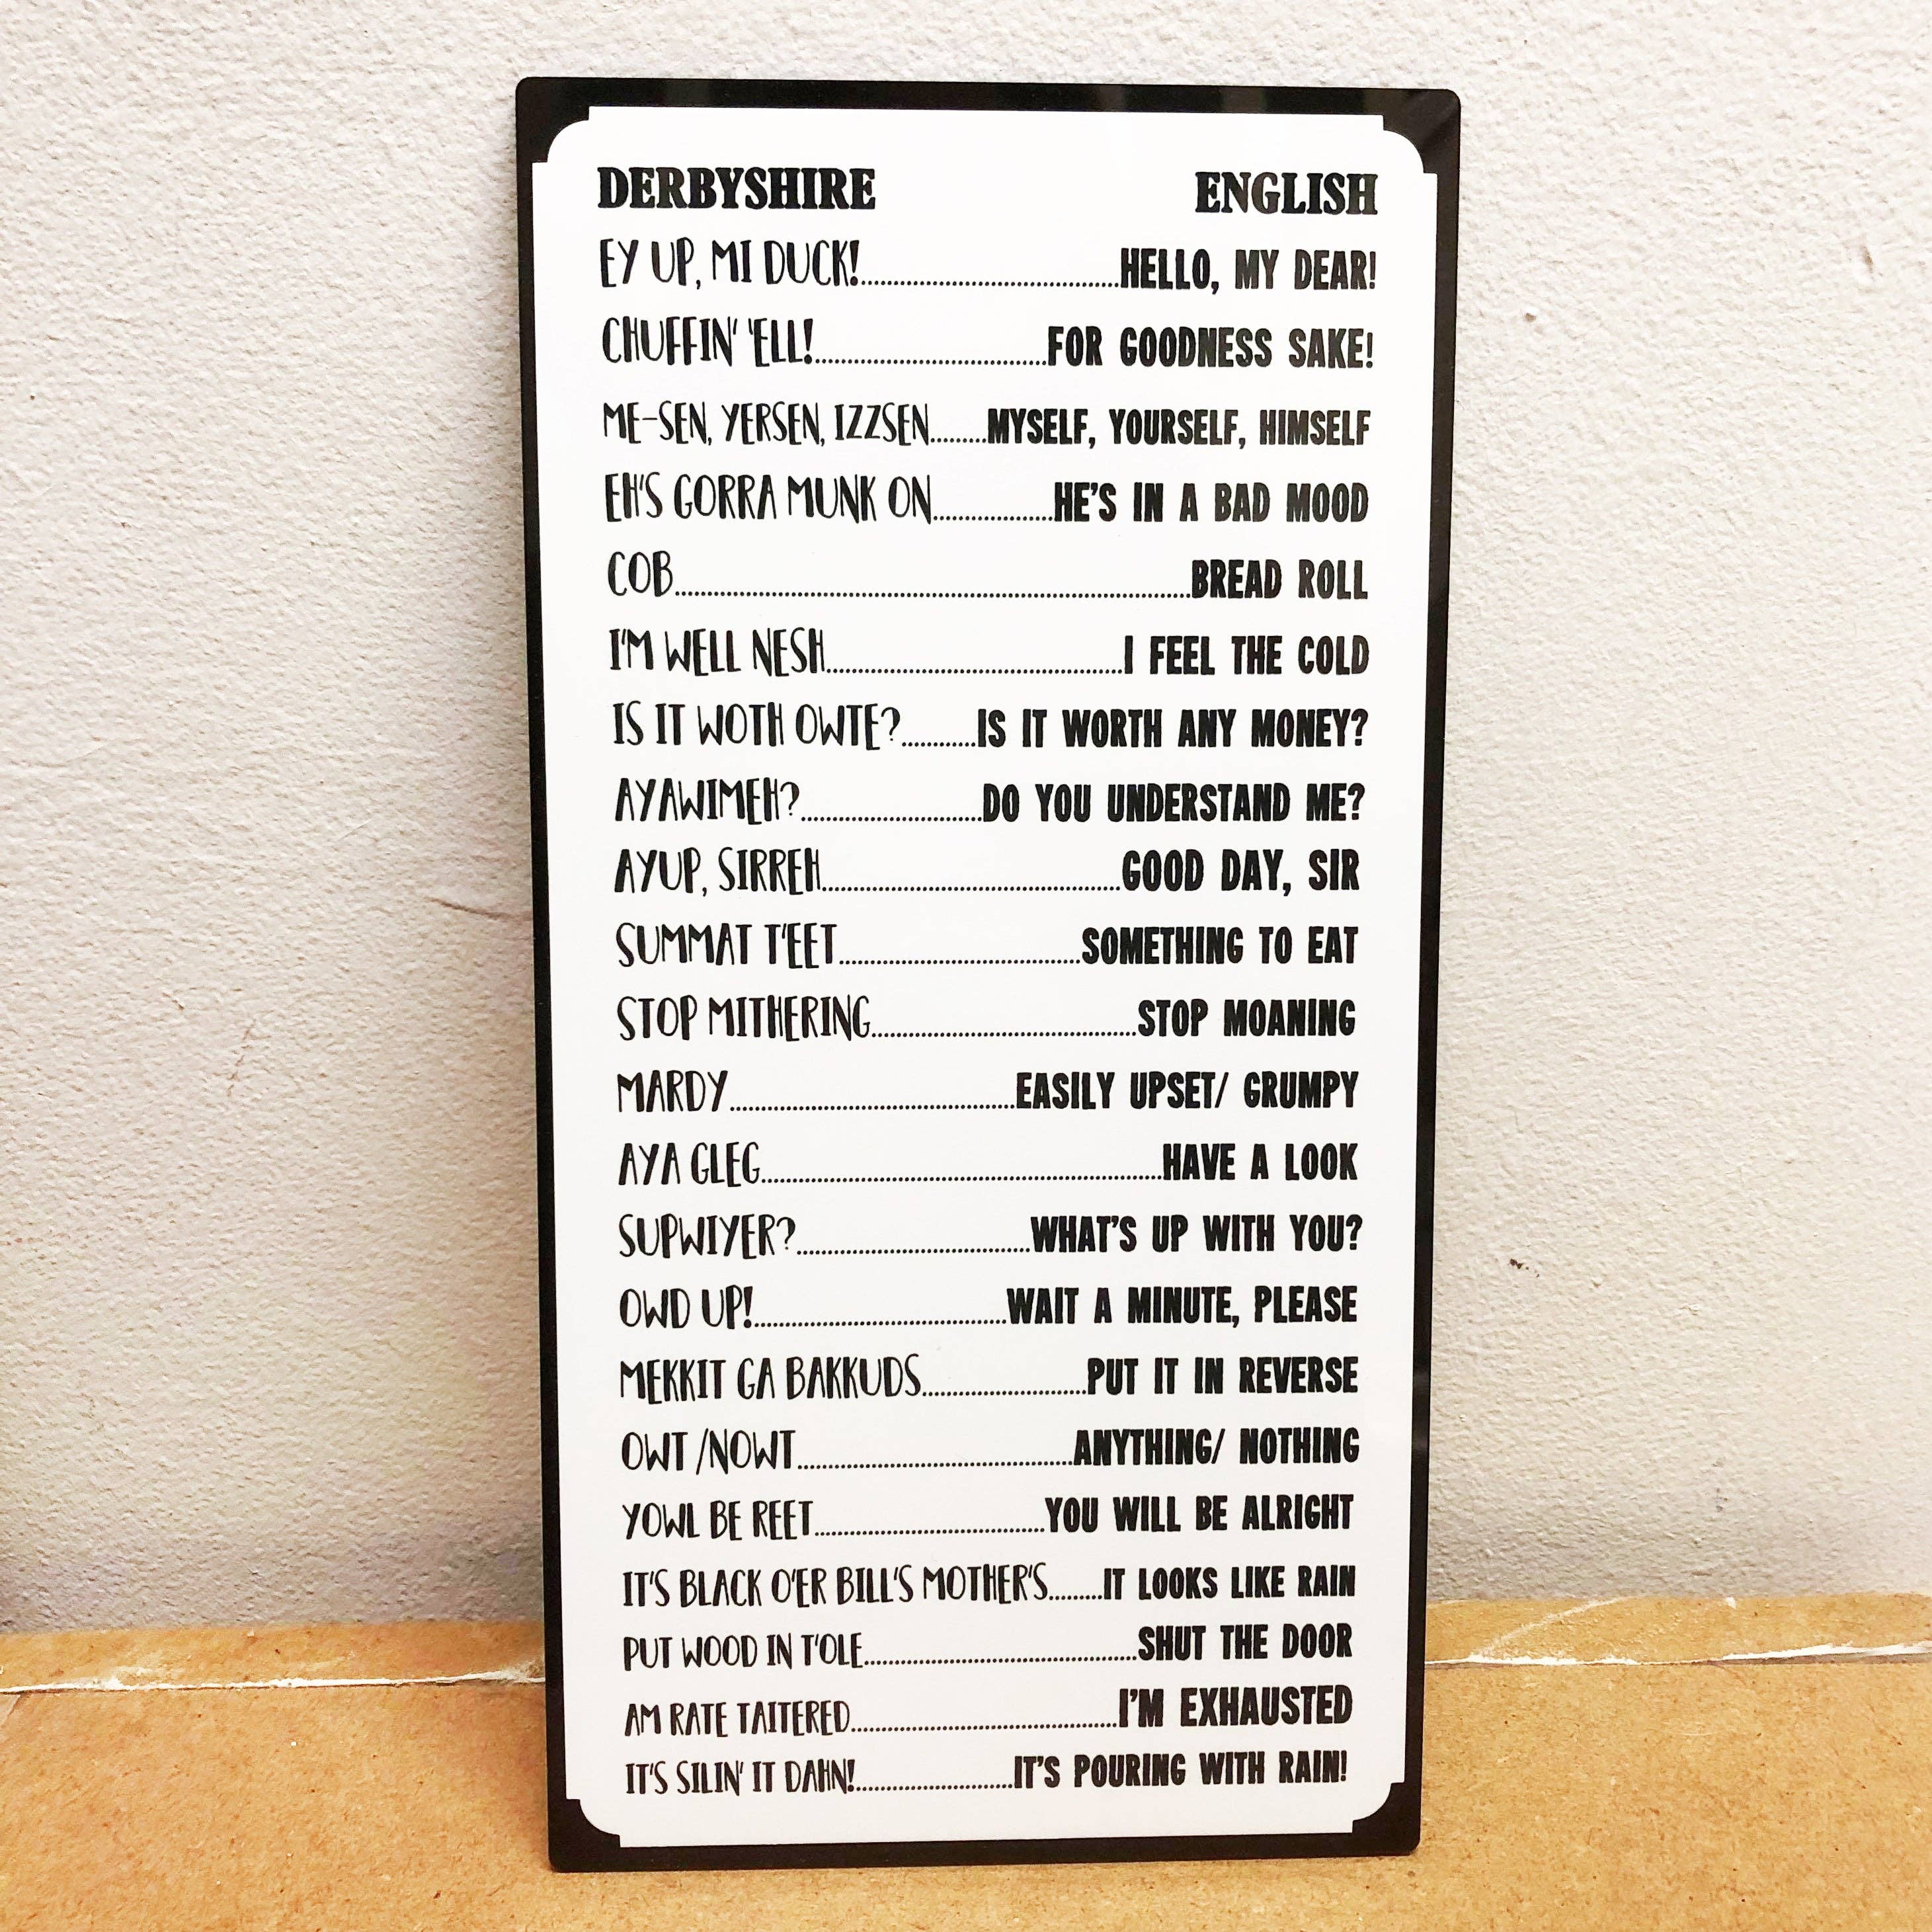 DERBYSHIRE ENGLISH
EY UP, MI DUCK!..........HELLO, MY DEAR!
CHUFFIN' 'ELL!..........FOR GOODNESS SAKE!
ME-SEN, YERSEN, IZZSEN..........MYSELF, YOURSELF, HIMSELF
EH'S GORRA MUNK ON..........HE'S IN A BAD MOOD
COB..........BREAD ROLL
I'M WELL NESH..........I FEEL THE COLD
IS IT WOTH OWTE?..........IS IT WORTH ANY MONEY?
AYAWIMEH?..........DO YOU UNDERSTAND ME?
AYUP, SIRREH..........GOOD DAY, SIR
SUMMAT T'EET..........SOMETHING TO EAT
STOP MITHERING..........STOP MOANING
MARDY..........EASILY UPSET/ GRUMPY
AYA GLEG..........HAVE A LOOK
SUPWIYER?..........WHAT'S UP WITH YOU?
OWD UP!..........WAIT A MINUTE, PLEASE
MEKKIT GA BAKKUDS..........PUT IT IN REVERSE
OWT /NOWT..........ANYTHING/ NOTHING
YOWL BE REET..........YOU WILL BE ALRIGHT
IT'S BLACK O'ER BILL'S MOTHER'S..........IT LOOKS LIKE RAIN
PUT WOOD IN T'OLE..........SHUT THE DOOR
AM RATE TAITERED..........I'M EXHAUSTED
IT'S SILIN' IT DAHN!..........IT'S POURING WITH RAIN!